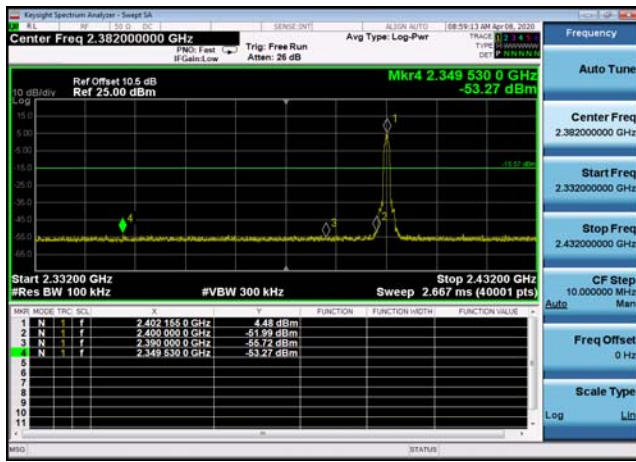 Keysight Spectrum Analyzer - Swept SA
RL RF 50 Ω DC SENSE:INT ALIGN AUTO 08:59:13 AM Apr 08, 2020
Center Freq 2.382000000 GHz
PNO: Fast
IFGain:Low
Trig: Free Run
Atten: 26 dB
Avg Type: Log-Pwr
TRACE 1 2 3 4 5 6
TYPE
DET P N N N N N
Ref Offset 10.5 dB
10 dB/div Ref 25.00 dBm
Log
Mkr4 2.349 530 0 GHz
-53.27 dBm
15.0
5.00
-5.00
-15.0
-25.0
-35.0
-45.0
-55.0
-65.0
1
-15.57 dBm
4
3
2
Start 2.33200 GHz
Stop 2.43200 GHz
#Res BW 100 kHz
#VBW 300 kHz
Sweep 2.667 ms (40001 pts)
MKR MODE TRC SCL X Y FUNCTION FUNCTION WIDTH FUNCTION VALUE
1 N 1 f 2.402 155 0 GHz 4.48 dBm
2 N 1 f 2.400 000 0 GHz -51.99 dBm
3 N 1 f 2.390 000 0 GHz -55.72 dBm
4 N 1 f 2.349 530 0 GHz -53.27 dBm
5
6
7
8
9
10
11
MSG
STATUS
Frequency
Auto Tune
Center Freq
2.382000000 GHz
Start Freq
2.332000000 GHz
Stop Freq
2.432000000 GHz
CF Step
10.000000 MHz
Auto Man
Freq Offset
0 Hz
Scale Type
Log Lin